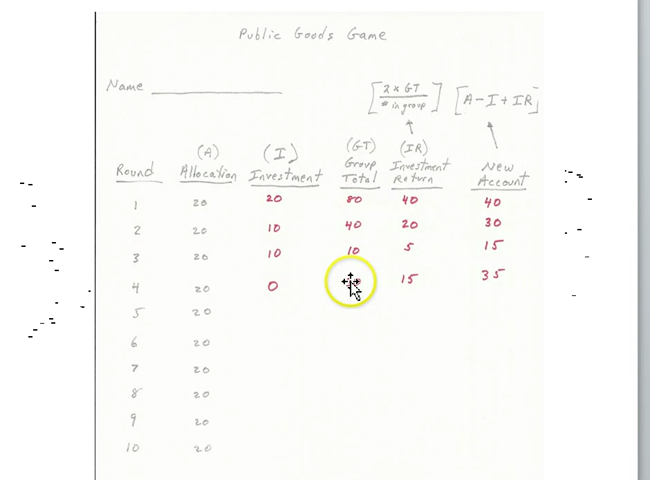 Public Goods Game
Name
[2 x GT / # in group] [A-I+IR]
(A) (I) (GT) (IR)
Round Allocation Investment Group Total Investment Return New Account
1 20 20 80 40 40
2 20 10 40 20 30
3 20 10 10 5 15
4 20 0 15 35
5 20
6 20
7 20
8 20
9 20
10 20